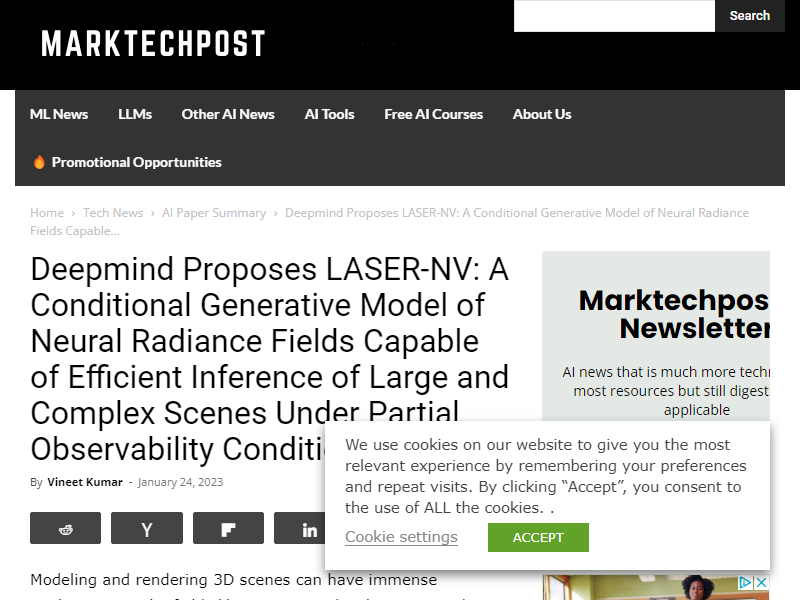 Search
MARKTECHPOST
ML News LLMs Other AI News AI Tools Free AI Courses About Us
Promotional Opportunities
Home › Tech News › AI Paper Summary › Deepmind Proposes LASER-NV: A Conditional Generative Model of Neural Radiance
Fields Capable...
Deepmind Proposes LASER-NV: A
Conditional Generative Model of
Neural Radiance Fields Capable
of Efficient Inference of Large and
Complex Scenes Under Partial
Observability
By Vineet Kumar - January 24, 2023
Y
in
Modeling and rendering 3D scenes can have immense
Marktechpos
Newsletter
AI news that is much more techn
most resources but still digest
applicable
We use cookies on our website to give you the most
relevant experience by remembering your preferences
and repeat visits. By clicking “Accept”, you consent to
the use of ALL the cookies. .
Cookie settings ACCEPT